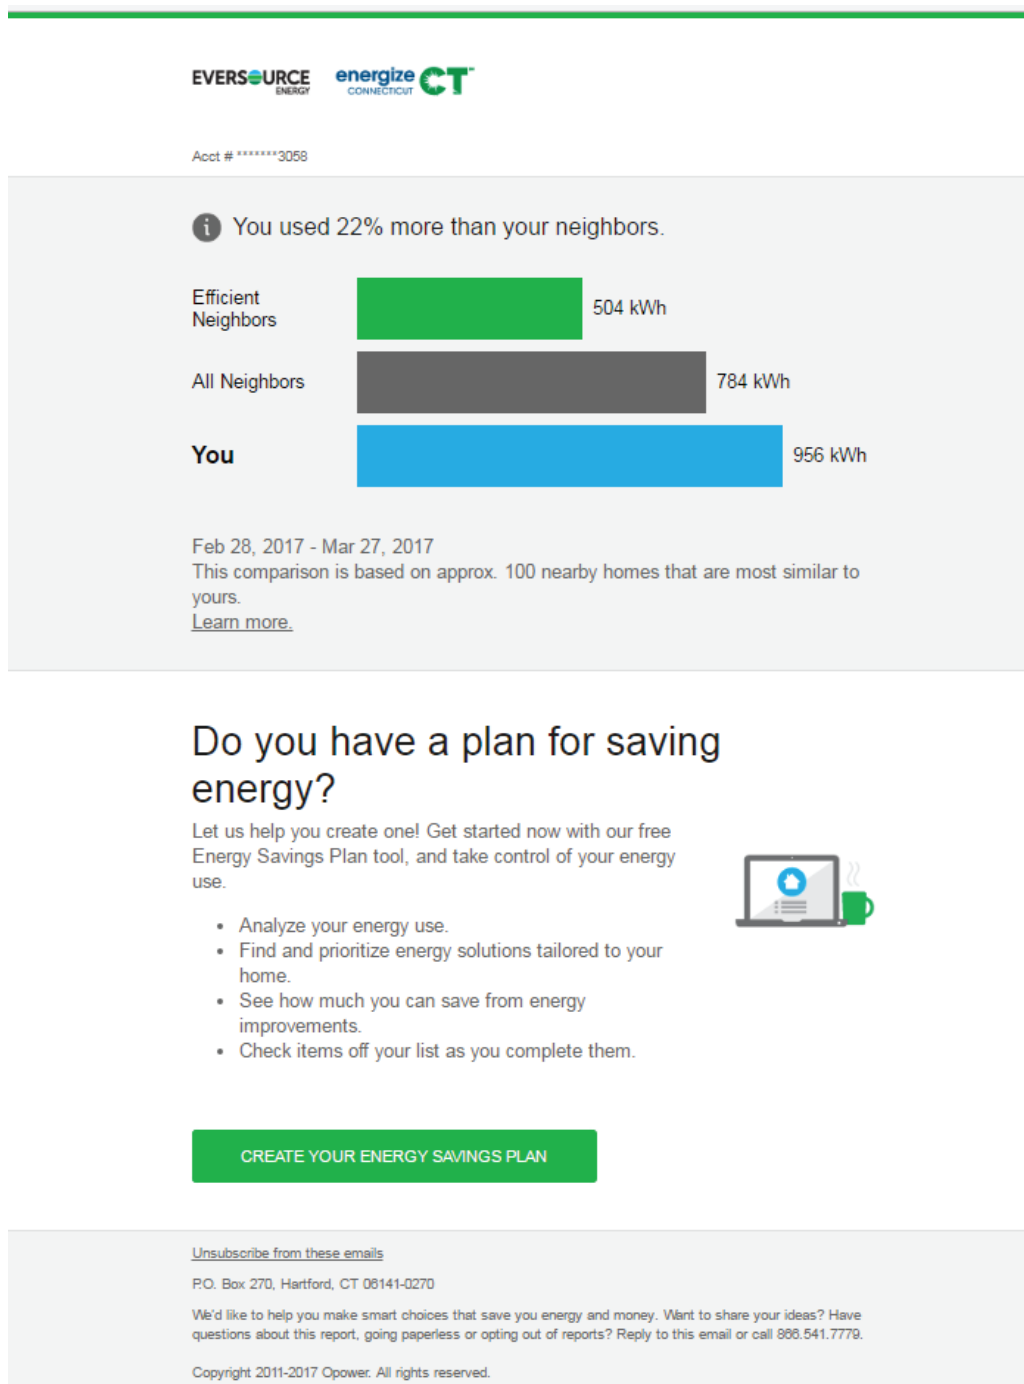 EVERSOURCE
ENERGY
energize CT™
CONNECTICUT
Acct # *******3058
You used 22% more than your neighbors.
Efficient
Neighbors
504 kWh
All Neighbors
784 kWh
You
956 kWh
Feb 28, 2017 - Mar 27, 2017
This comparison is based on approx. 100 nearby homes that are most similar to
yours.
Learn more.
Do you have a plan for saving
energy?
Let us help you create one! Get started now with our free
Energy Savings Plan tool, and take control of your energy
use.
• Analyze your energy use.
• Find and prioritize energy solutions tailored to your
home.
• See how much you can save from energy
improvements.
• Check items off your list as you complete them.
CREATE YOUR ENERGY SAVINGS PLAN
Unsubscribe from these emails
P.O. Box 270, Hartford, CT 06141-0270
We'd like to help you make smart choices that save you energy and money. Want to share your ideas? Have
questions about this report, going paperless or opting out of reports? Reply to this email or call 866.541.7779.
Copyright 2011-2017 Opower. All rights reserved.